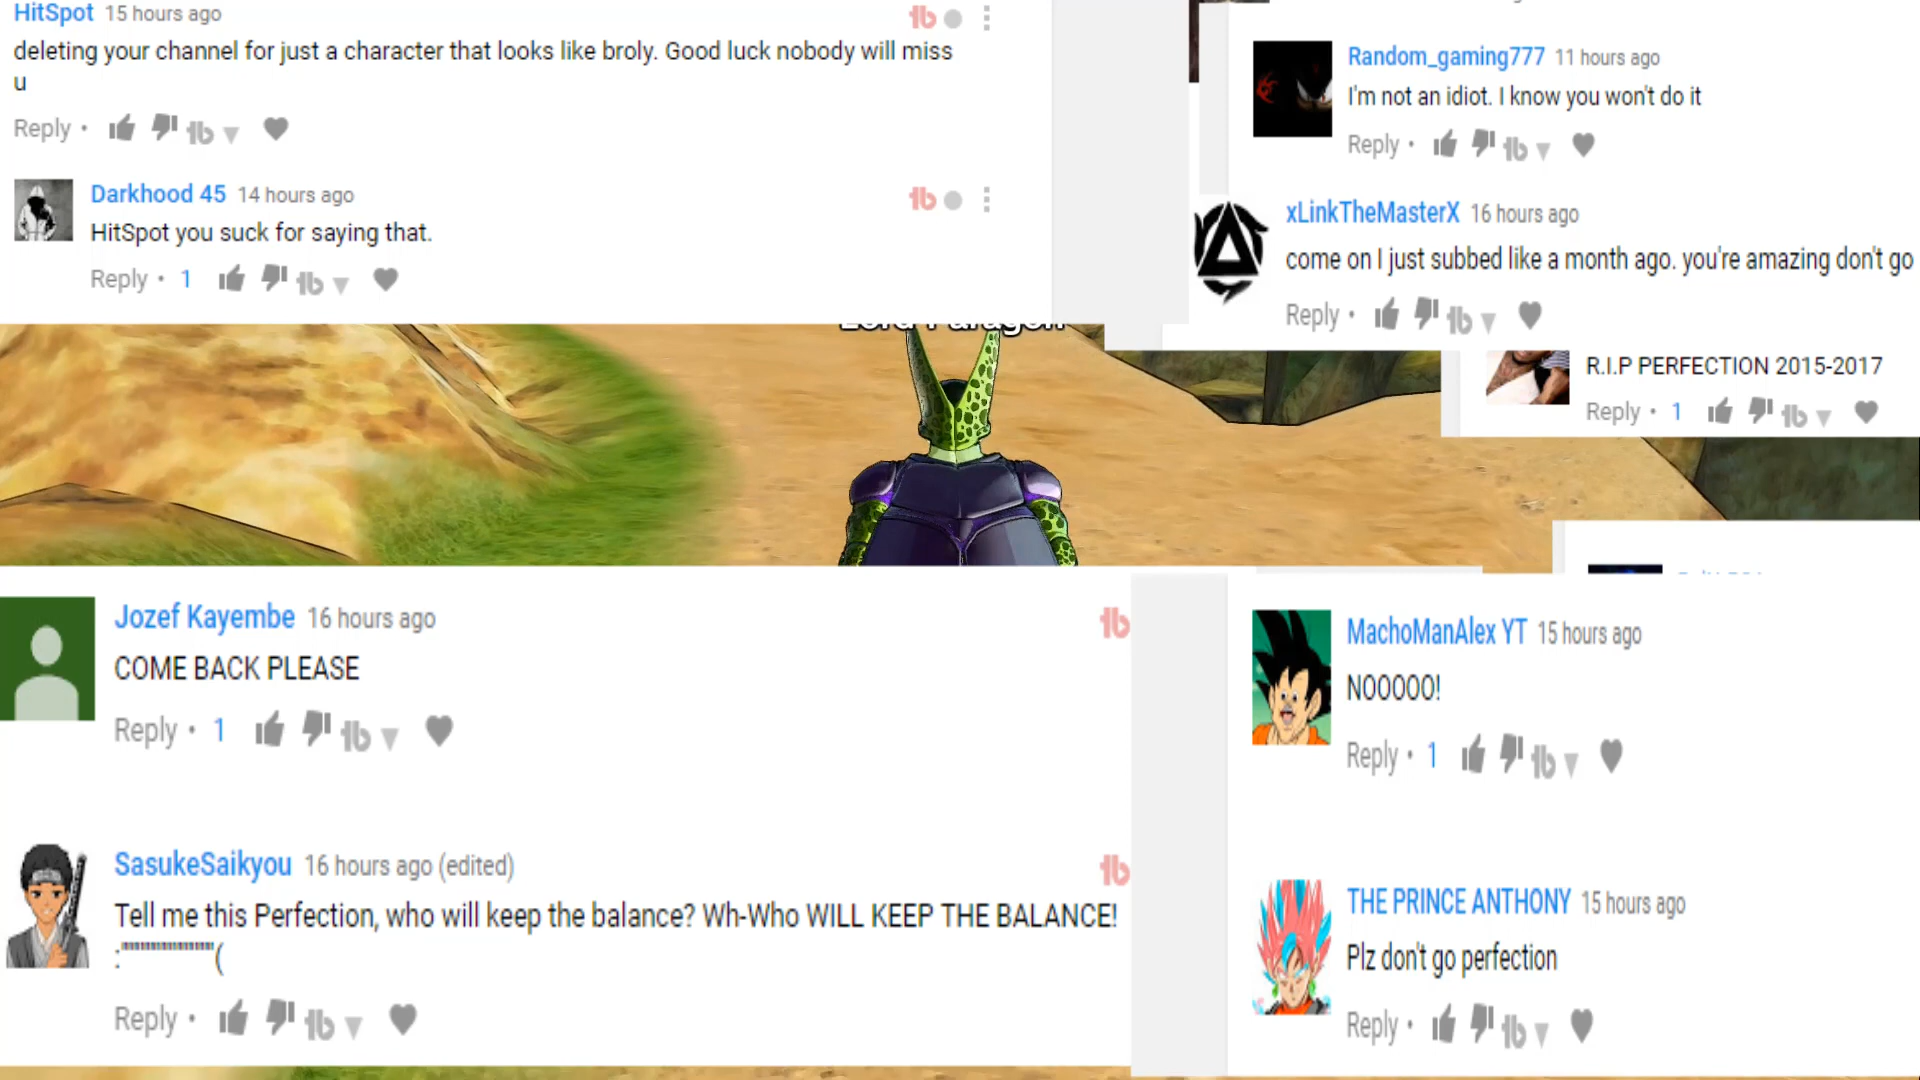 HitSpot 15 hours ago
deleting your channel for just a character that looks like broly. Good luck nobody will miss
u
Reply •
Darkhood 45 14 hours ago
HitSpot you suck for saying that.
Reply • 1
Random_gaming777 11 hours ago
I'm not an idiot. I know you won't do it
Reply •
xLinkTheMasterX 16 hours ago
come on I just subbed like a month ago. you're amazing don't go
Reply •
R.I.P PERFECTION 2015-2017
Reply • 1
Lord Paragon
Jozef Kayembe 16 hours ago
COME BACK PLEASE
Reply • 1
SasukeSaikyou 16 hours ago (edited)
Tell me this Perfection, who will keep the balance? Wh-Who WILL KEEP THE BALANCE!
:"""""""""""""(
Reply •
MachoManAlex YT 15 hours ago
NOOOOO!
Reply • 1
THE PRINCE ANTHONY 15 hours ago
Plz don't go perfection
Reply •